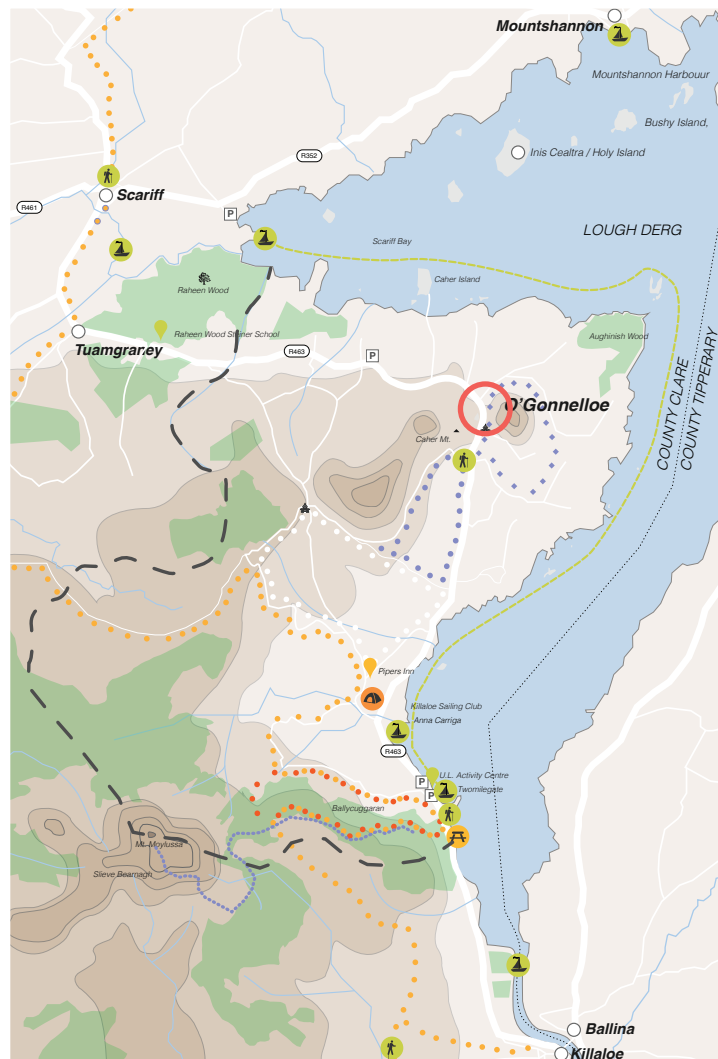 Mountshannon
Mountshannon Harbouur
Bushy Island,
R352
Inis Cealtra / Holy Island
Scariff
R461
P
LOUGH DERG
Scariff Bay
Raheen Wood
Caher Island
Raheen Wood Steiner School
Aughinish Wood
Tuamgraney
R463
P
COUNTY CLARE
COUNTY TIPPERARY
O'Gonnelloe
Caher Mt.
Pipers Inn
Killaloe Sailing Club
Anna Carriga
R463
U.L. Activity Centre
P
Twomilegate
P
Ballycuggaran
Mt. Moylussa
Slieve Bearnagh
Ballina
Killaloe